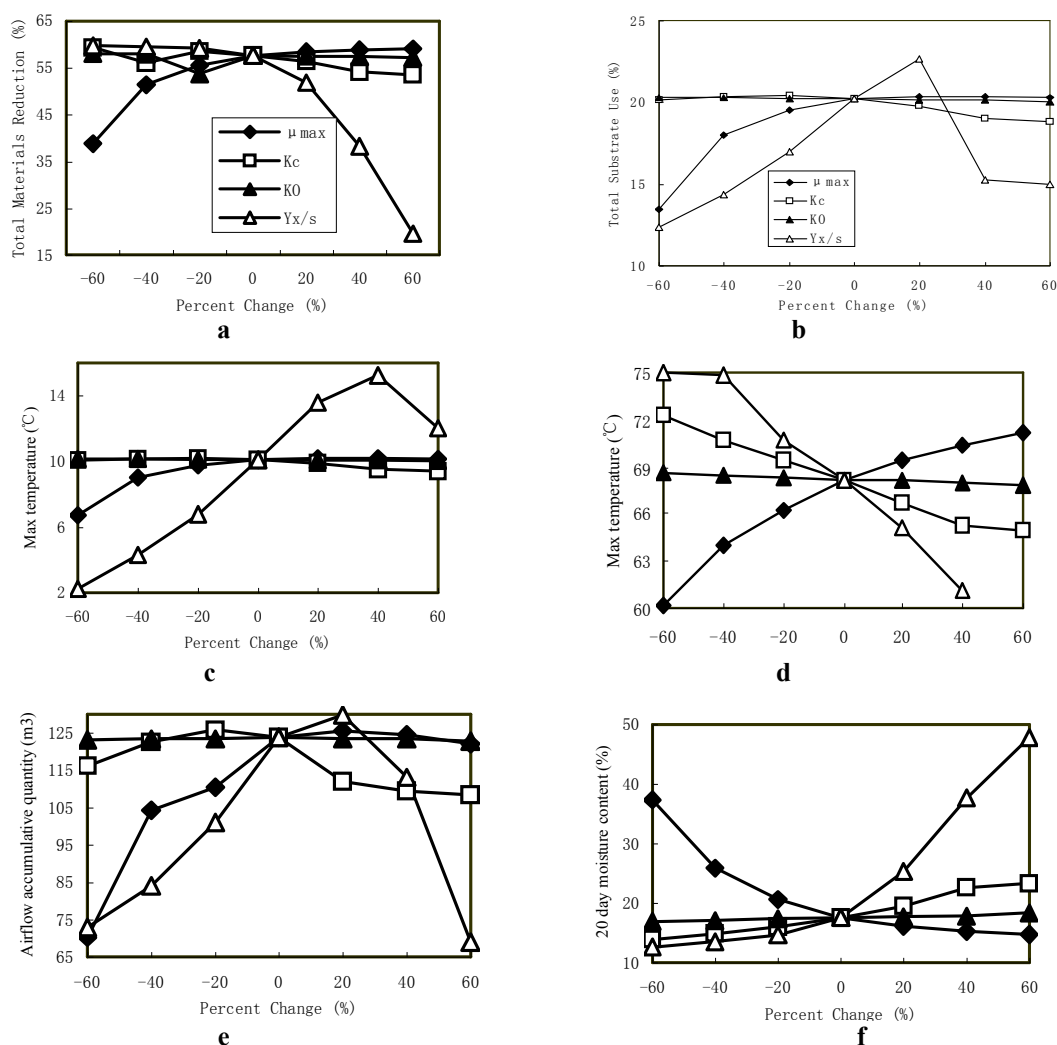 Total Materials Reduction (%)
65
55
45
35
25
15
μmax
Kc
KO
Yx/s
-60 -40 -20 0 20 40 60
Percent Change (%)
a
Total Substrate Use (%)
25
20
15
10
μmax
Kc
KO
Yx/s
-60 -40 -20 0 20 40 60
Percent Change (%)
b
Max temperature(℃)
14
10
6
2
-60 -40 -20 0 20 40 60
Percent Change (%)
c
Max temperature(℃)
75
72
69
66
63
60
-60 -40 -20 0 20 40 60
d
Airflow accumulative quantity (m3)
125
115
105
95
85
75
65
-60 -40 -20 0 20 40 60
Percent Change (%)
e
20 day moisture content (%)
50
40
30
20
10
-60 -40 -20 0 20 40 60
Percent Change (%)
f